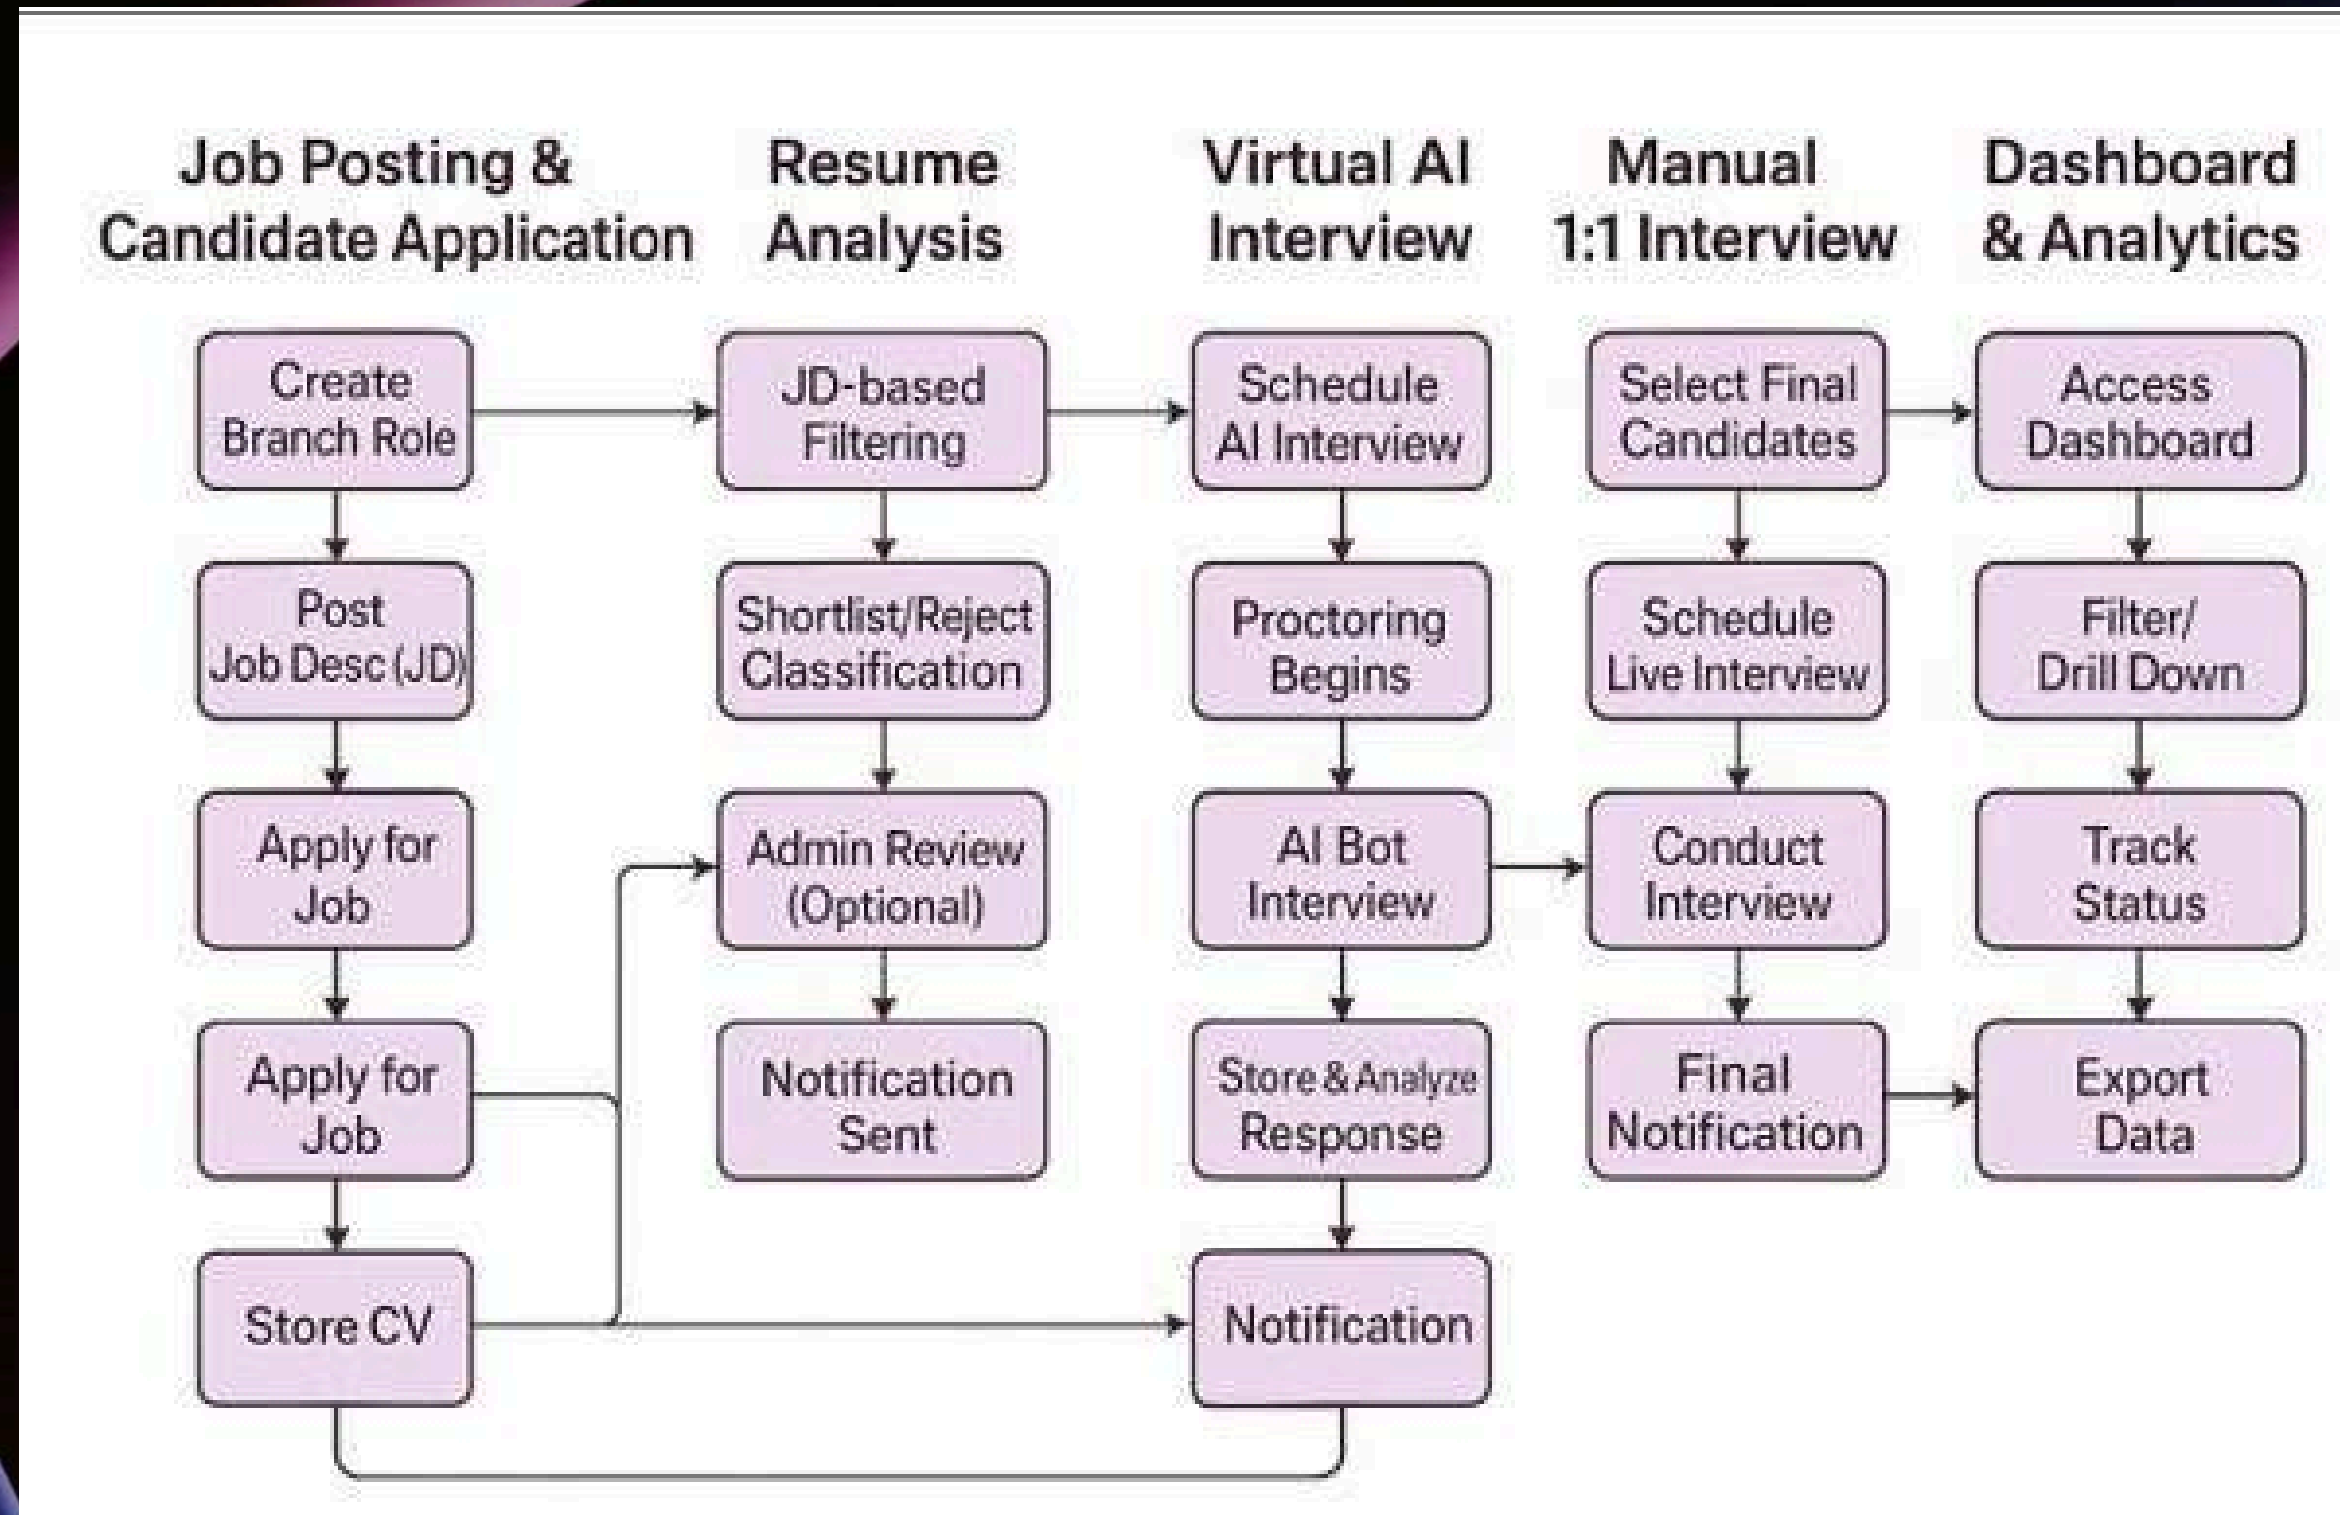 Job Posting &
Candidate Application
Resume
Analysis
Virtual AI
Interview
Manual
1:1 Interview
Dashboard
& Analytics
Create
Branch Role
Post
Job Desc (JD)
Apply for
Job
Apply for
Job
Store CV
JD-based
Filtering
Shortlist/Reject
Classification
Admin Review
(Optional)
Notification
Sent
Schedule
AI Interview
Proctoring
Begins
AI Bot
Interview
Store & Analyze
Response
Notification
Select Final
Candidates
Schedule
Live Interview
Conduct
Interview
Final
Notification
Access
Dashboard
Filter/
Drill Down
Track
Status
Export
Data